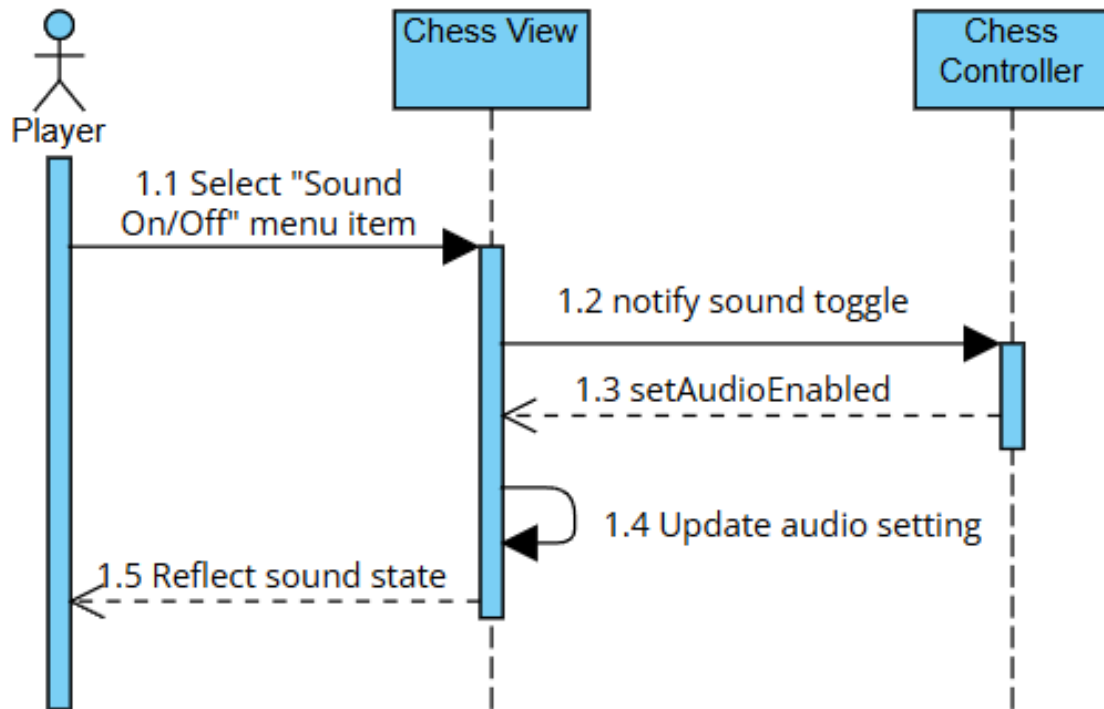 Chess View
Chess
Controller
Player
1.1 Select "Sound
On/Off" menu item
1.2 notify sound toggle
1.3 setAudioEnabled
1.4 Update audio setting
1.5 Reflect sound state